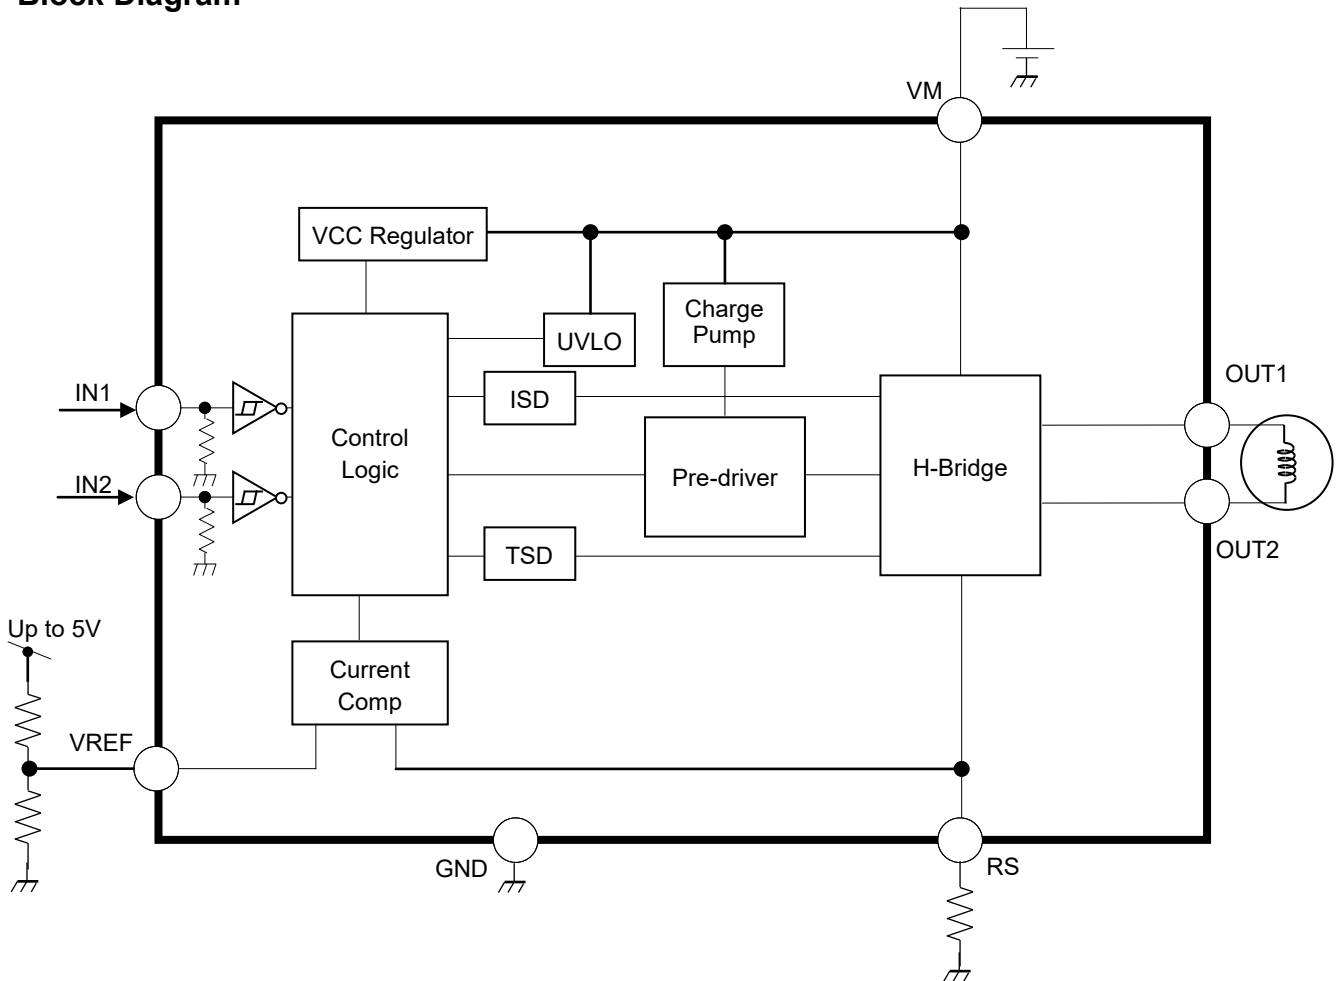 Block Diagram
VM
VCC Regulator
Charge
Pump
UVLO
OUT1
IN1
ISD
Control
Logic
H-Bridge
Pre-driver
IN2
TSD
OUT2
Up to 5V
Current
Comp
VREF
GND
RS